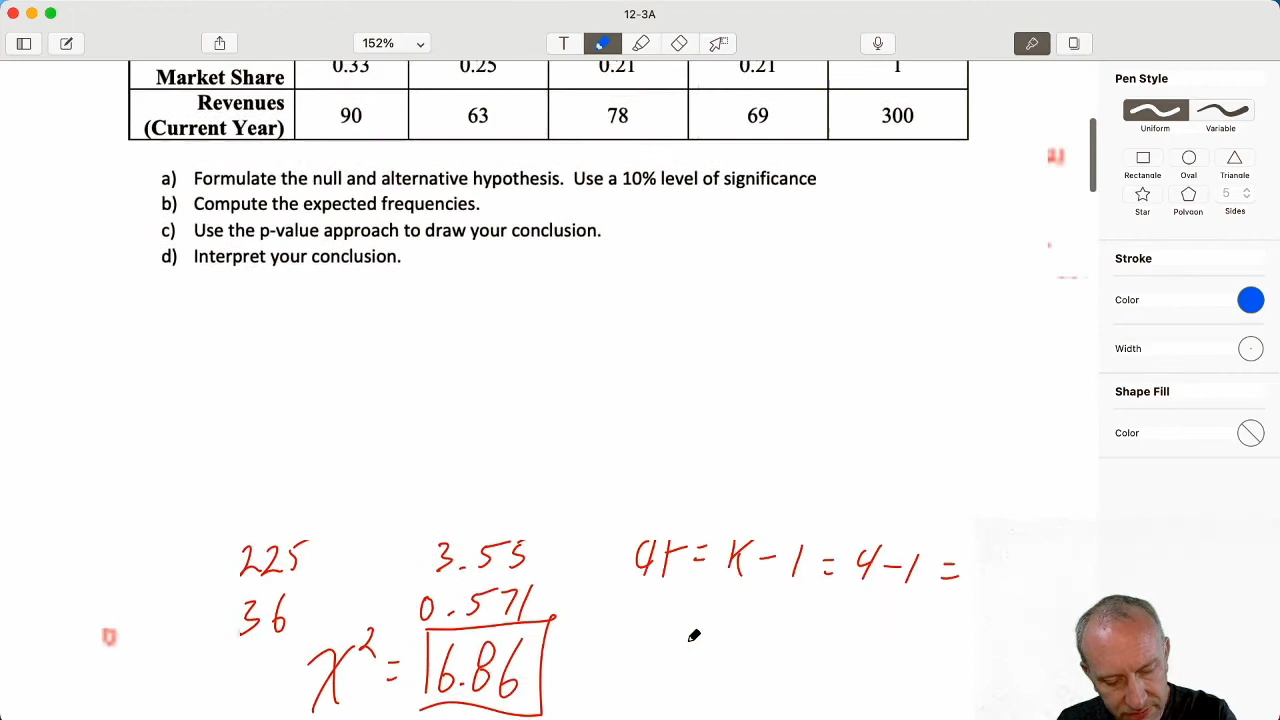 12-3A
152%
T
Pen Style
Uniform
Variable
Rectangle
Oval
Triangle
Star
Polygon
5
Sides
Stroke
Color
Width
Shape Fill
Color
Market Share 0.33 0.25 0.21 0.21 1
Revenues
(Current Year) 90 63 78 69 300
a) Formulate the null and alternative hypothesis. Use a 10% level of significance
b) Compute the expected frequencies.
c) Use the p-value approach to draw your conclusion.
d) Interpret your conclusion.
225 3.55 df = K - 1 = 4 - 1 =
36 0.571
χ² = 6.86